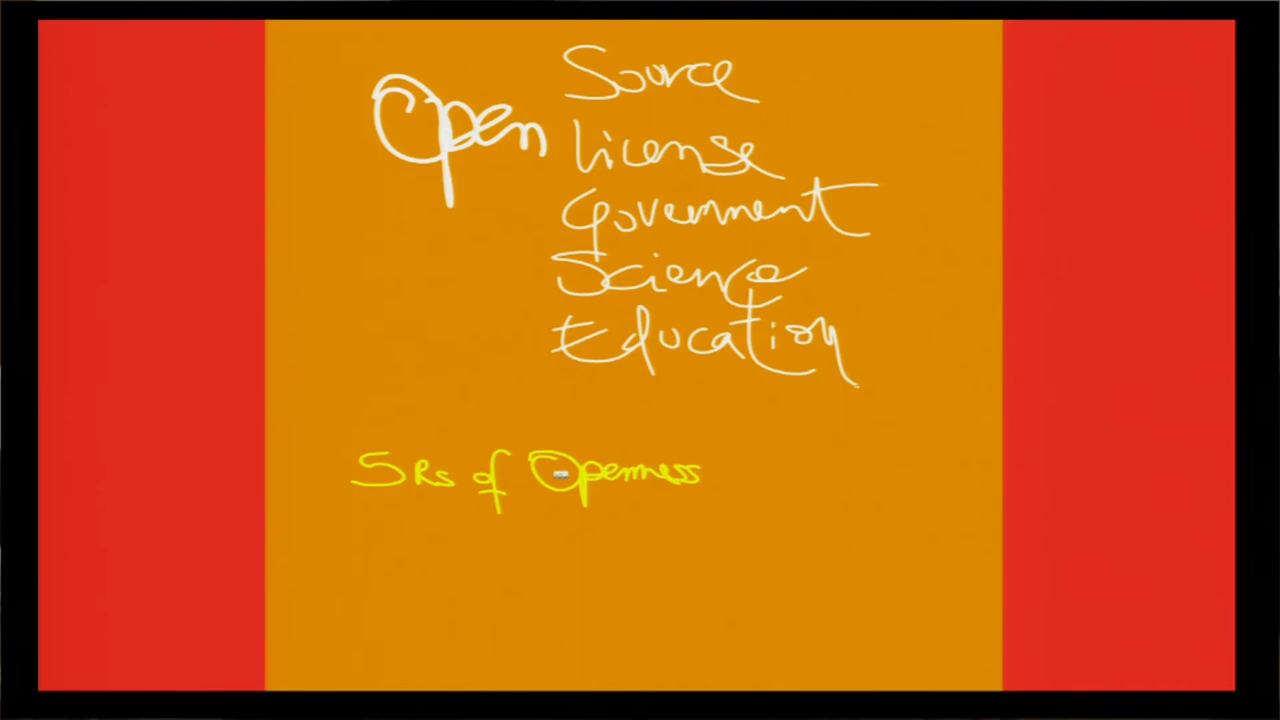 Open
Source
License
Government
Science
Education
5Rs of Openness